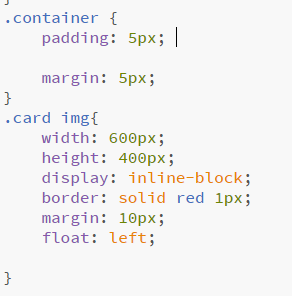 }
.container {
    padding: 5px;

    margin: 5px;
}
.card img{
    width: 600px;
    height: 400px;
    display: inline-block;
    border: solid red 1px;
    margin: 10px;
    float: left;

}